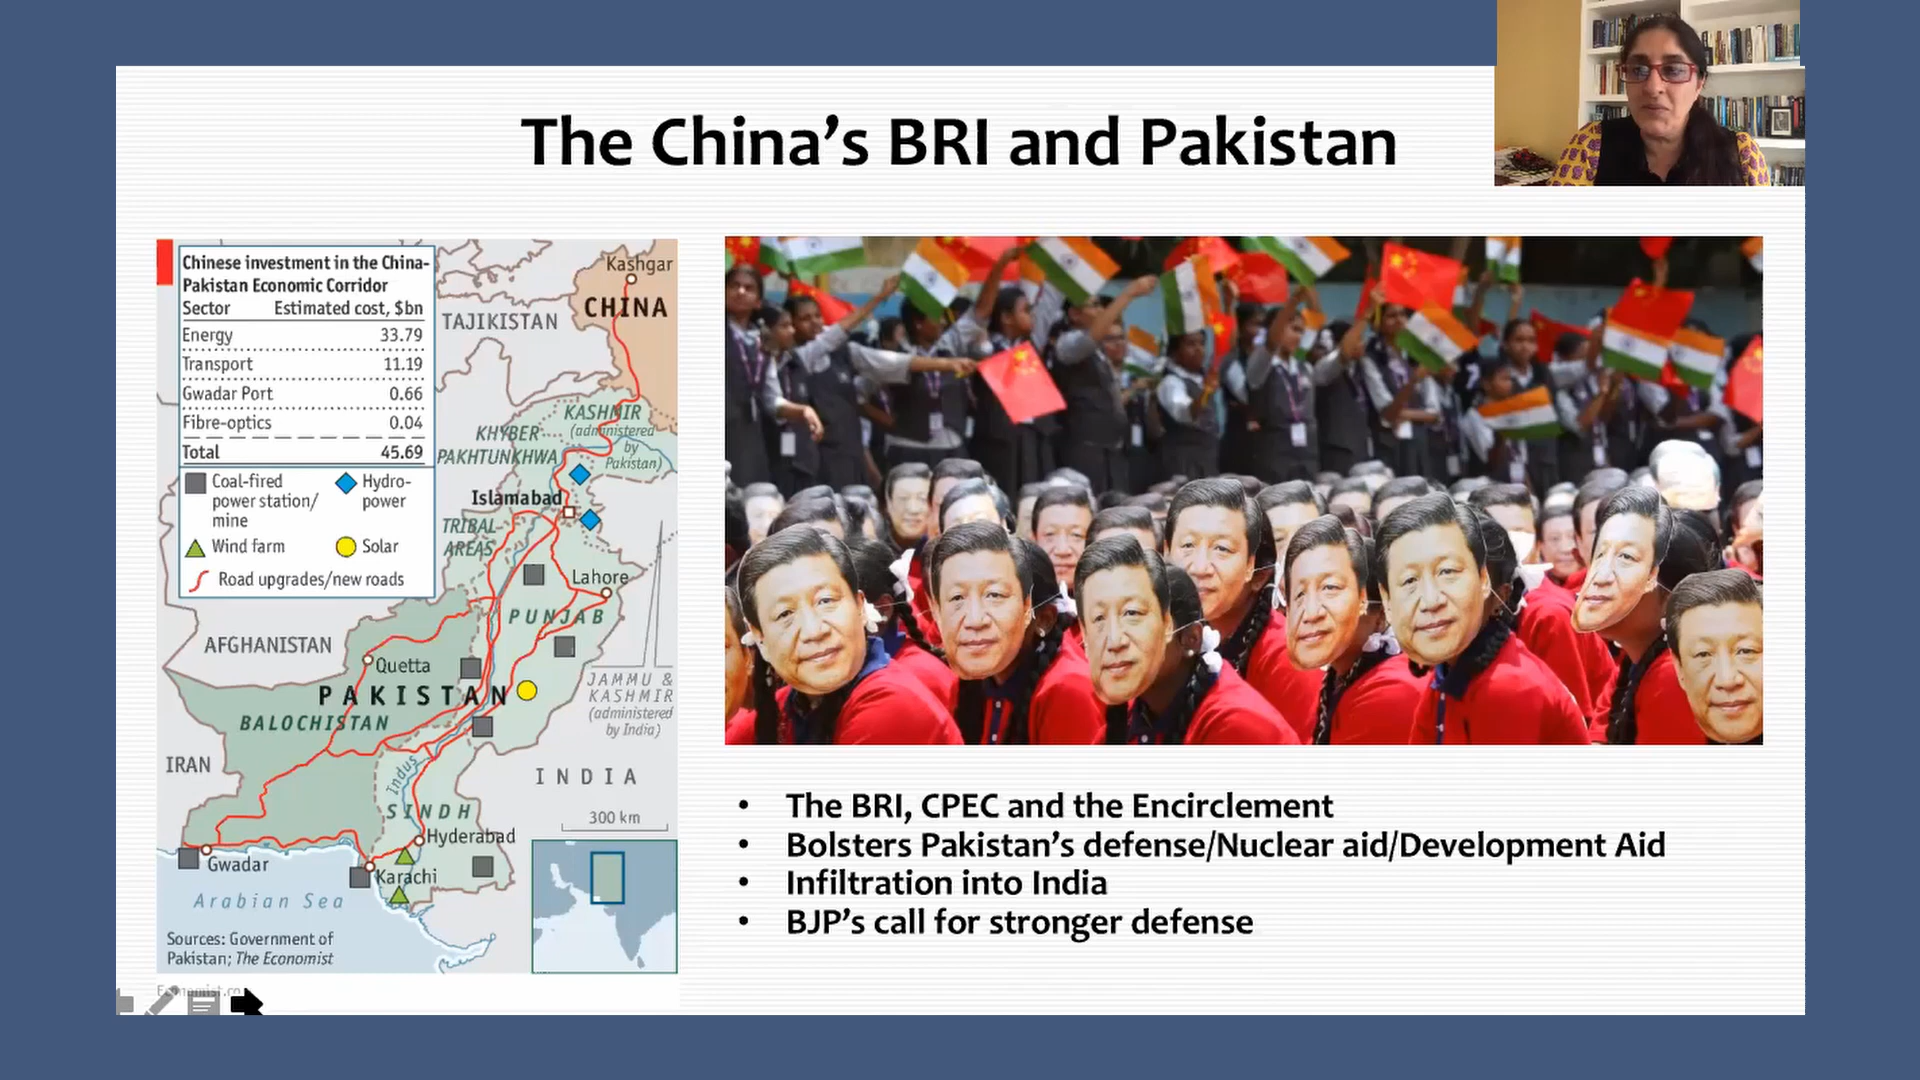 The China’s BRI and Pakistan
Chinese investment in the China-
Pakistan Economic Corridor
Sector Estimated cost, $bn
Energy 33.79
Transport 11.19
Gwadar Port 0.66
Fibre-optics 0.04
Total 45.69
Coal-fired
power station/
mine
Hydro-
power
Wind farm
Solar
Road upgrades/new roads
Kashgar
CHINA
TAJIKISTAN
KASHMIR
(administered
by
Pakistan)
KHYBER
PAKHTUNKHWA
Islamabad
TRIBAL
AREAS
Lahore
PUNJAB
AFGHANISTAN
Quetta
PAKISTAN
JAMMU &
KASHMIR
(administered
by India)
BALOCHISTAN
IRAN
Indus
INDIA
SINDH
300 km
Hyderabad
Gwadar
Karachi
Arabian Sea
Sources: Government of
Pakistan; The Economist
• The BRI, CPEC and the Encirclement
• Bolsters Pakistan’s defense/Nuclear aid/Development Aid
• Infiltration into India
• BJP’s call for stronger defense